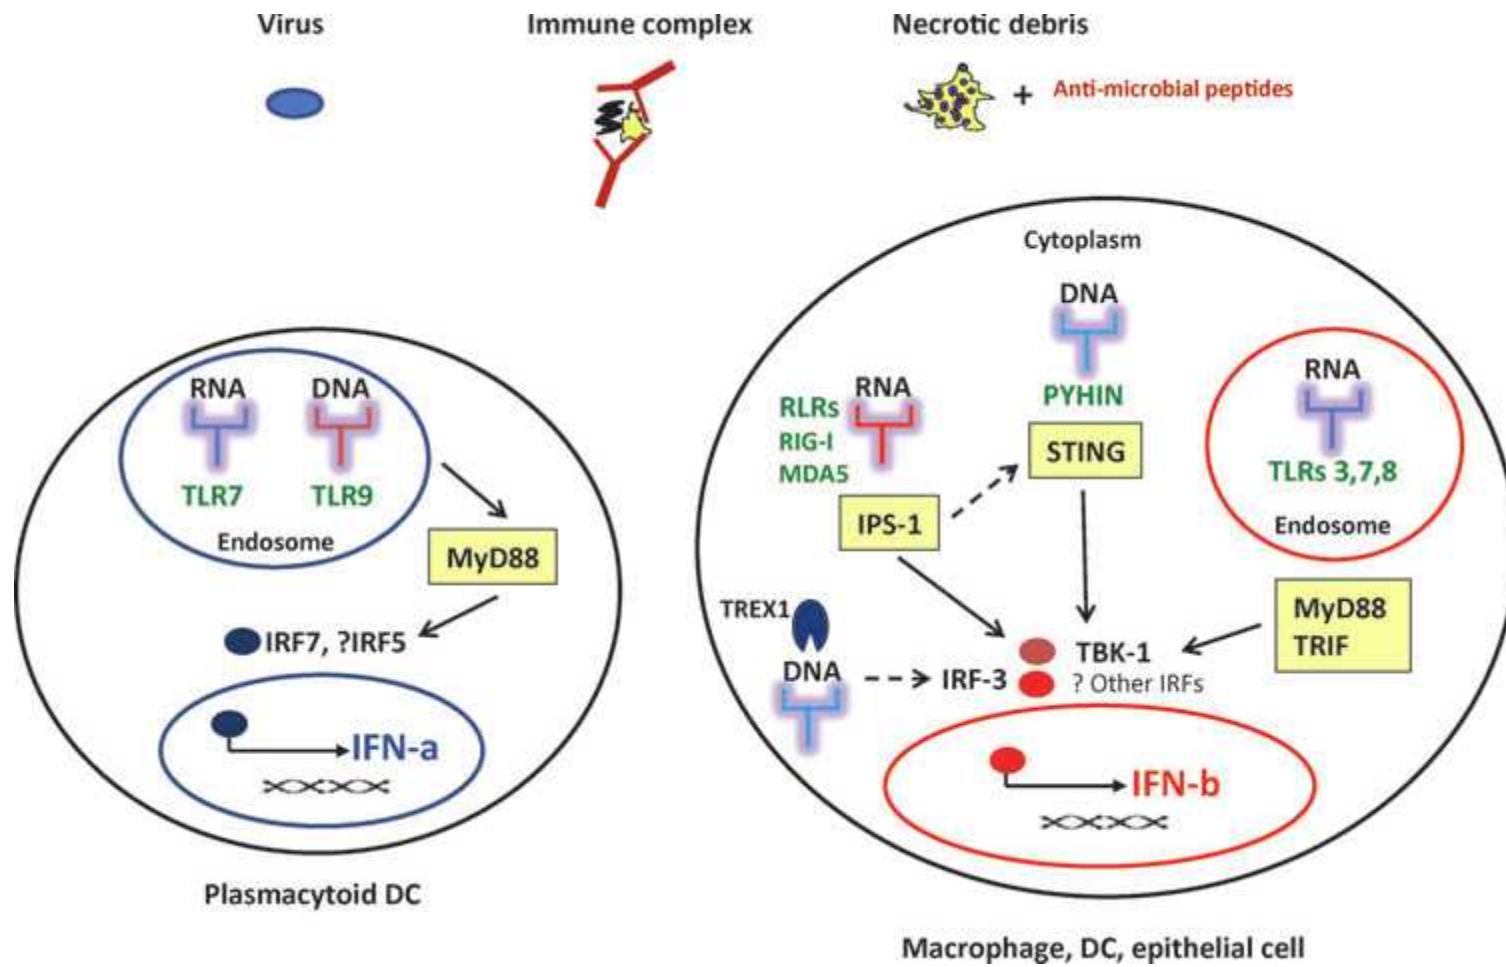 Virus
Immune complex
Necrotic debris
+ Anti-microbial peptides
Cytoplasm
DNA
PYHIN
STING
RNA
RLRs
RIG-I
MDA5
IPS-1
RNA
TLRs 3,7,8
Endosome
MyD88
TRIF
TREX1
DNA
IRF-3
TBK-1
? Other IRFs
IFN-b
Macrophage, DC, epithelial cell
RNA
DNA
TLR7
TLR9
Endosome
MyD88
IRF7, ?IRF5
IFN-a
Plasmacytoid DC